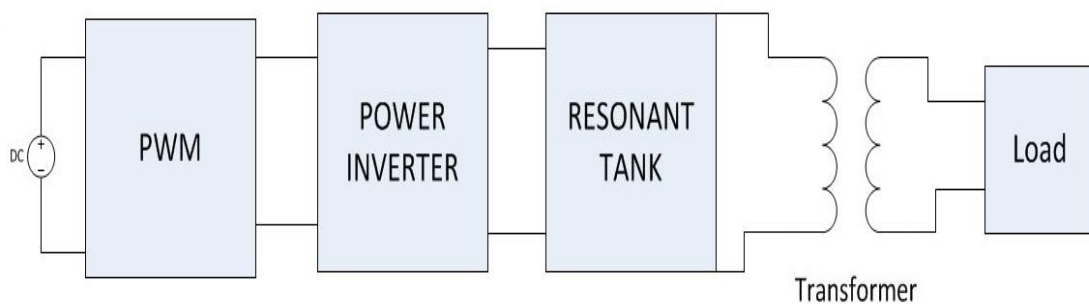 DC
+
−
PWM
POWER
INVERTER
RESONANT
TANK
Transformer
Load